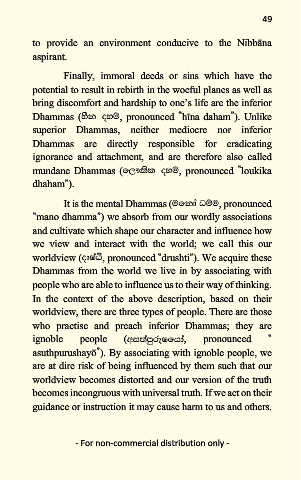 49
to provide an environment conducive to the Nibbāna
aspirant.
Finally, immoral deeds or sins which have the
potential to result in rebirth in the woeful planes as well as
bring discomfort and hardship to one's life are the inferior
Dhammas (හීන දහම්, pronounced "hīna daham"). Unlike
superior Dhammas, neither mediocre nor inferior
Dhammas are directly responsible for eradicating
ignorance and attachment, and are therefore also called
mundane Dhammas (ලෞකික දහම්, pronounced "loukika
dhaham").
It is the mental Dhammas (මනෝ ධම්ම, pronounced
"mano dhamma") we absorb from our wordly associations
and cultivate which shape our character and influence how
we view and interact with the world; we call this our
worldview (දෘෂ්ටි, pronounced "drushti"). We acquire these
Dhammas from the world we live in by associating with
people who are able to influence us to their way of thinking.
In the context of the above description, based on their
worldview, there are three types of people. There are those
who practise and preach inferior Dhammas; they are
ignoble people (අසත්පුරුෂයෝ, pronounced "
asuthpurushayō"). By associating with ignoble people, we
are at dire risk of being influenced by them such that our
worldview becomes distorted and our version of the truth
becomes incongruous with universal truth. If we act on their
guidance or instruction it may cause harm to us and others.
- For non-commercial distribution only -